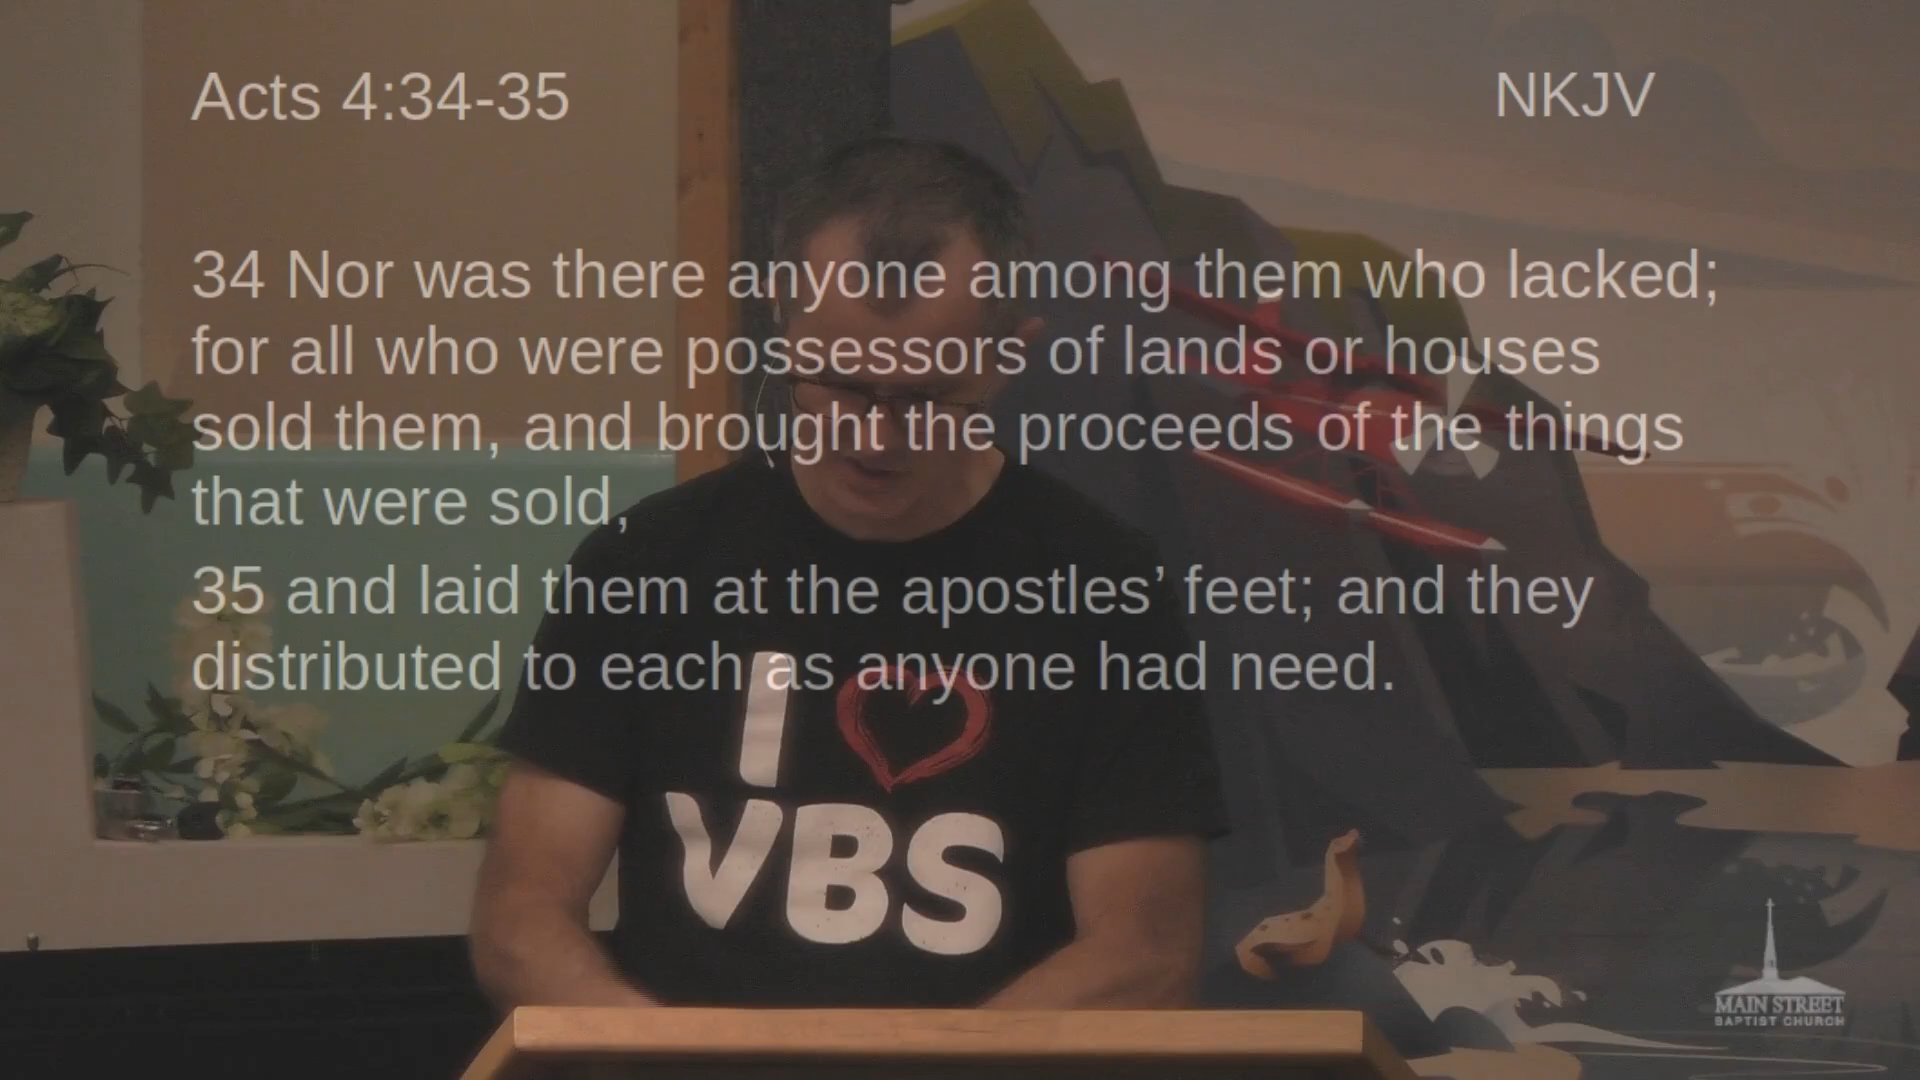 Acts 4:34-35
NKJV
34 Nor was there anyone among them who lacked;
for all who were possessors of lands or houses
sold them, and brought the proceeds of the things
that were sold,
35 and laid them at the apostles’ feet; and they
distributed to each as anyone had need.
I
VBS
MAIN STREET
BAPTIST CHURCH